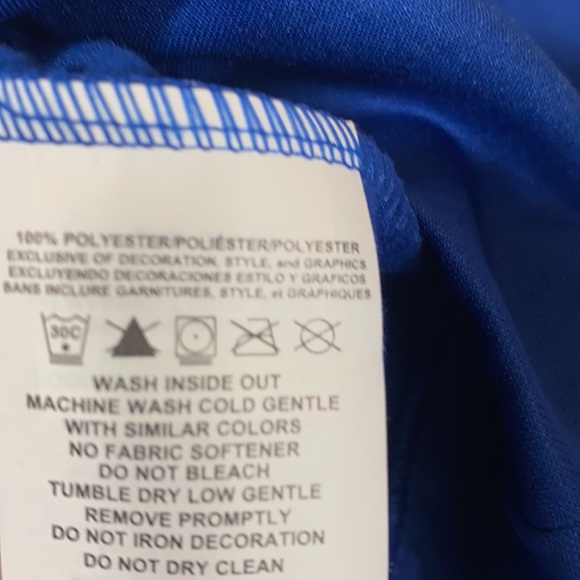 100% POLYESTER/POLIÉSTER/POLYESTER
EXCLUSIVE OF DECORATION, STYLE, and GRAPHICS
EXCLUYENDO DECORACIONES ESTILO Y GRAFICOS
SANS INCLURE GARNITURES, STYLE, et GRAPHIQUES
30C
WASH INSIDE OUT
MACHINE WASH COLD GENTLE
WITH SIMILAR COLORS
NO FABRIC SOFTENER
DO NOT BLEACH
TUMBLE DRY LOW GENTLE
REMOVE PROMPTLY
DO NOT IRON DECORATION
DO NOT DRY CLEAN